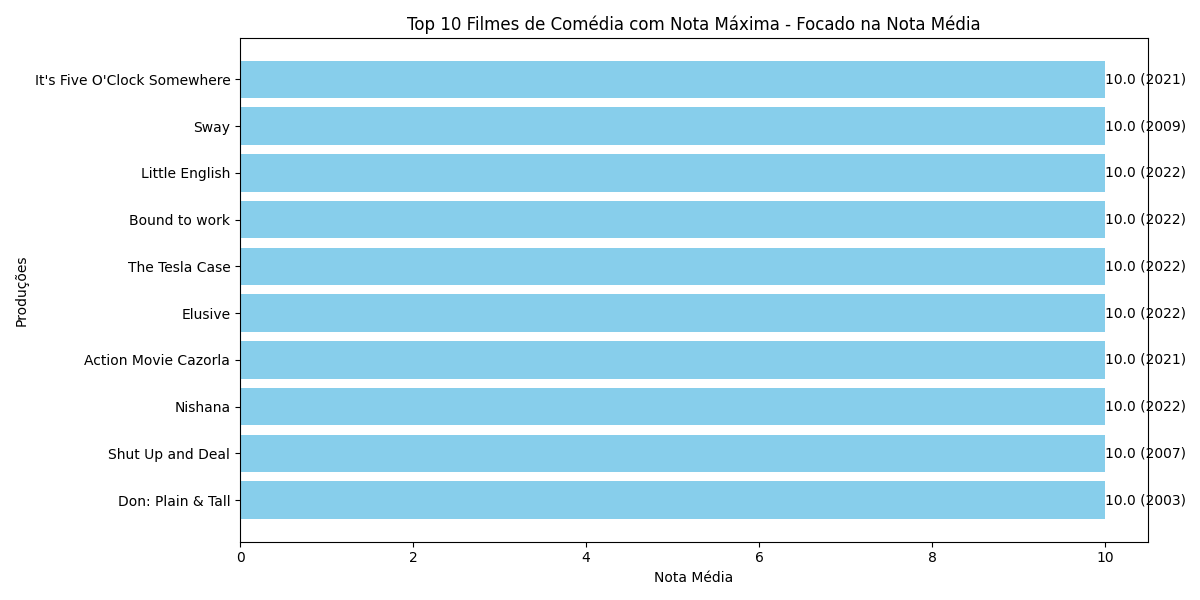 Top 10 Filmes de Comédia com Nota Máxima - Focado na Nota Média
Produções
It's Five O'Clock Somewhere 10.0 (2021)
Sway 10.0 (2009)
Little English 10.0 (2022)
Bound to work 10.0 (2022)
The Tesla Case 10.0 (2022)
Elusive 10.0 (2022)
Action Movie Cazorla 10.0 (2021)
Nishana 10.0 (2022)
Shut Up and Deal 10.0 (2007)
Don: Plain & Tall 10.0 (2003)
0 2 4 6 8 10
Nota Média